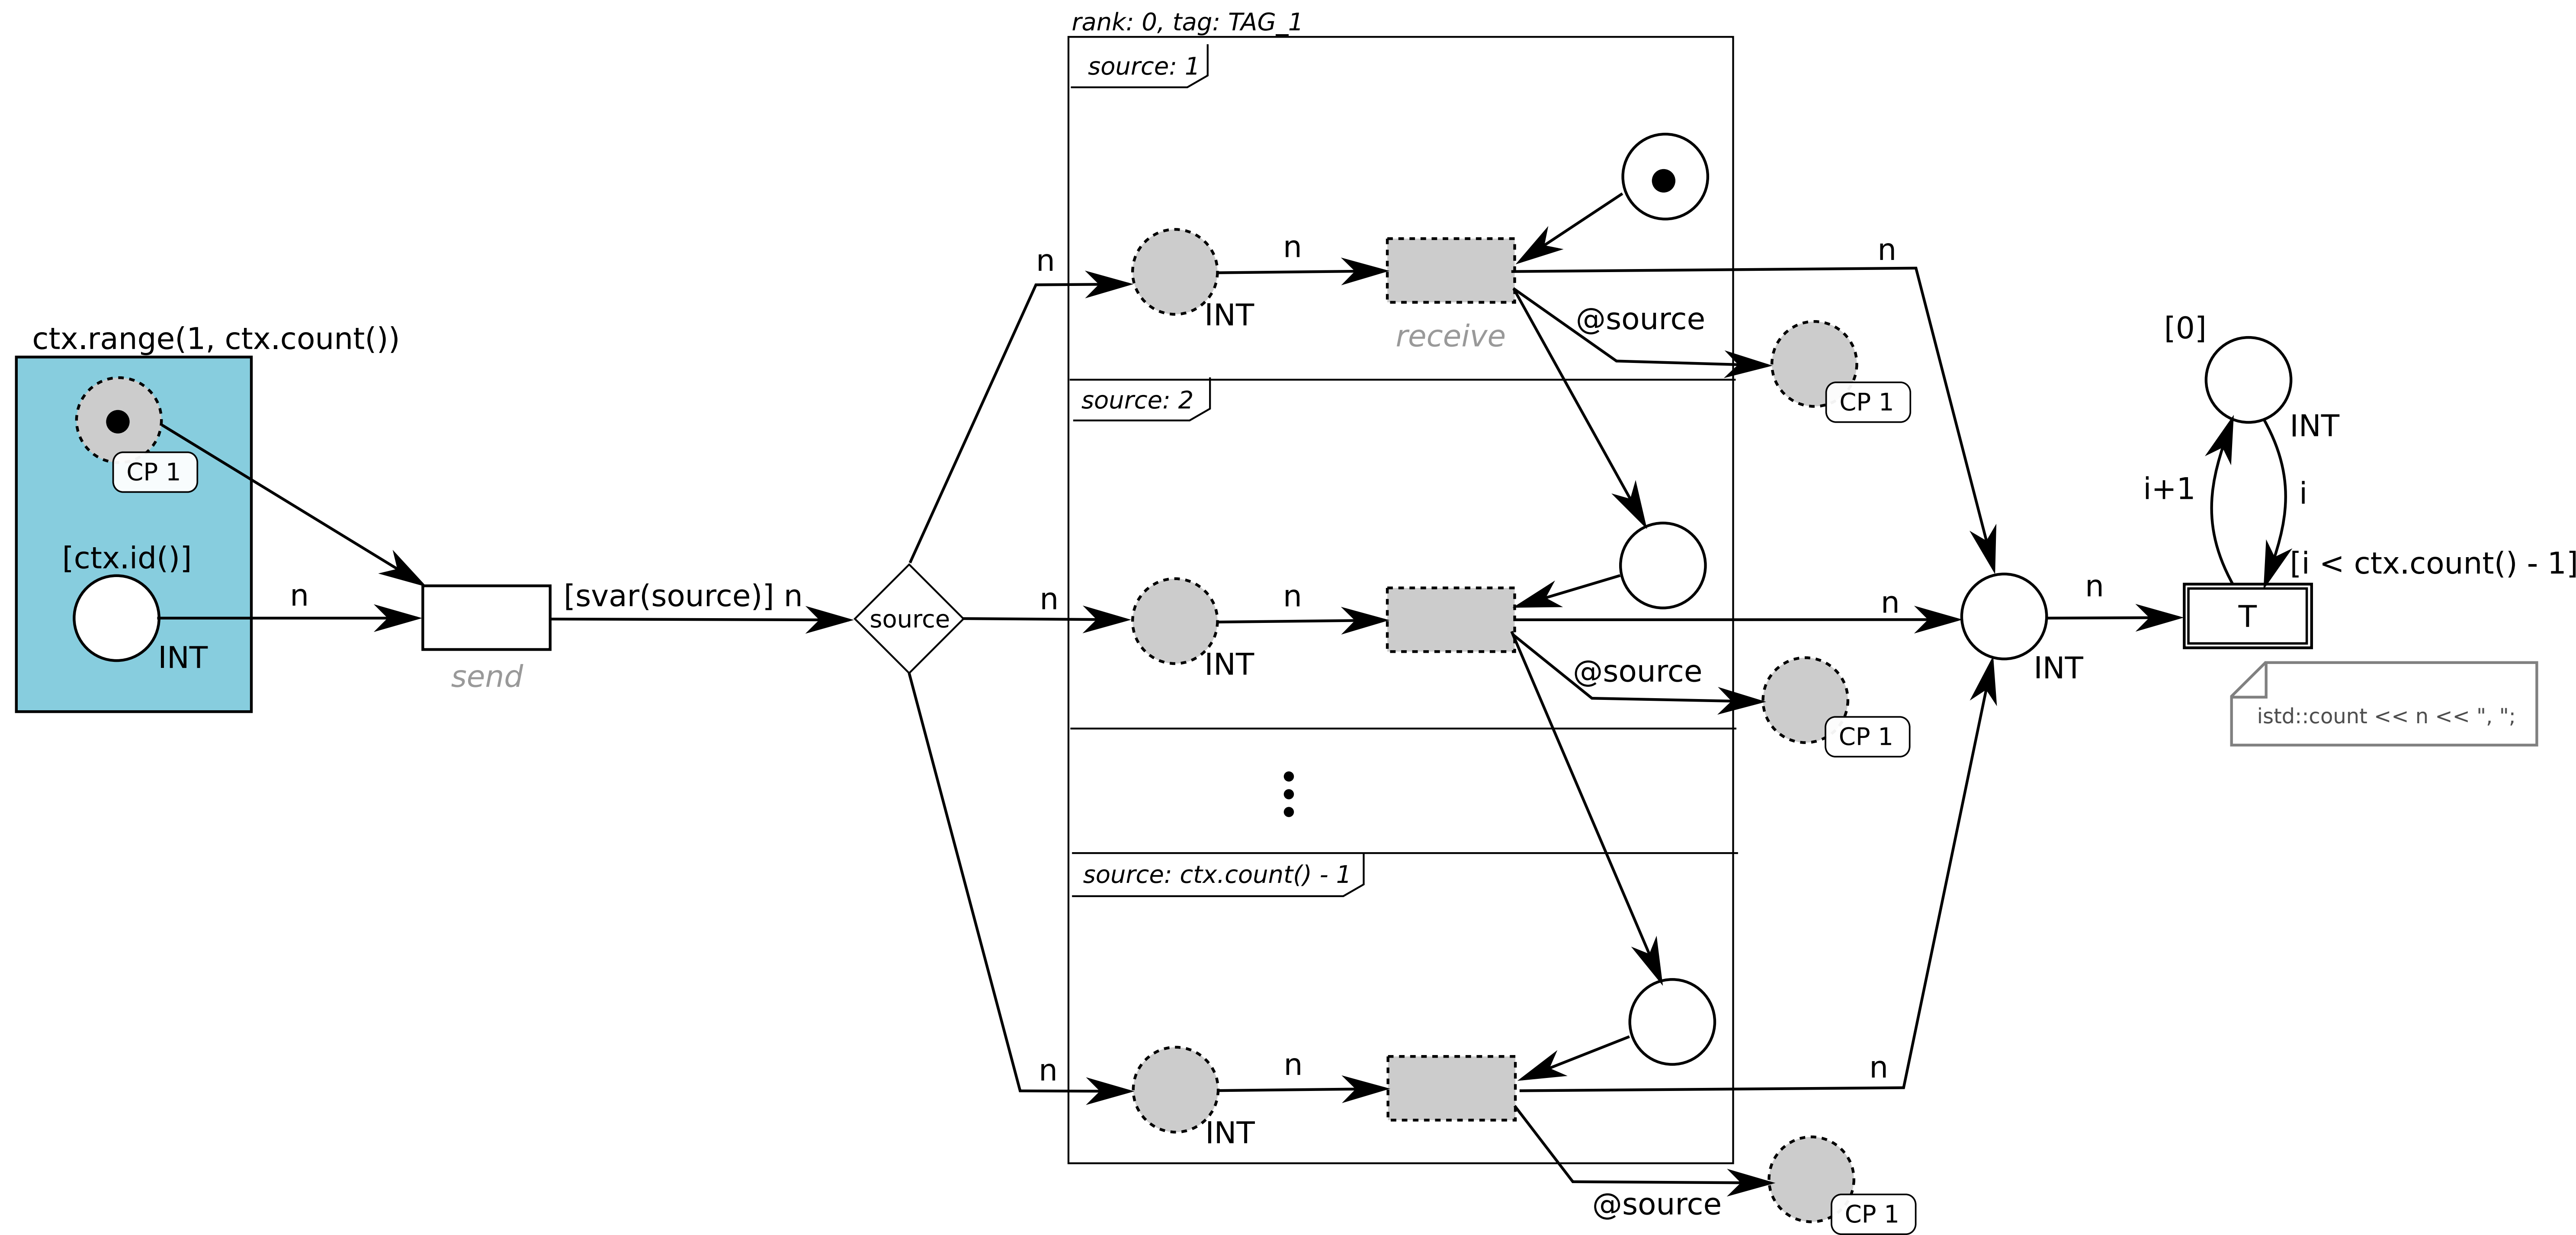 rank: 0, tag: TAG_1
source: 1
n
n
n
INT
receive
@source
CP 1
ctx.range(1, ctx.count())
CP 1
[ctx.id()]
n
INT
send
[svar(source)] n
source
source: 2
n
n
n
INT
@source
CP 1
source: ctx.count() - 1
n
n
n
INT
@source
CP 1
INT
n
[0]
INT
i+1
i
[i < ctx.count() - 1]
T
istd::count << n << ", ";